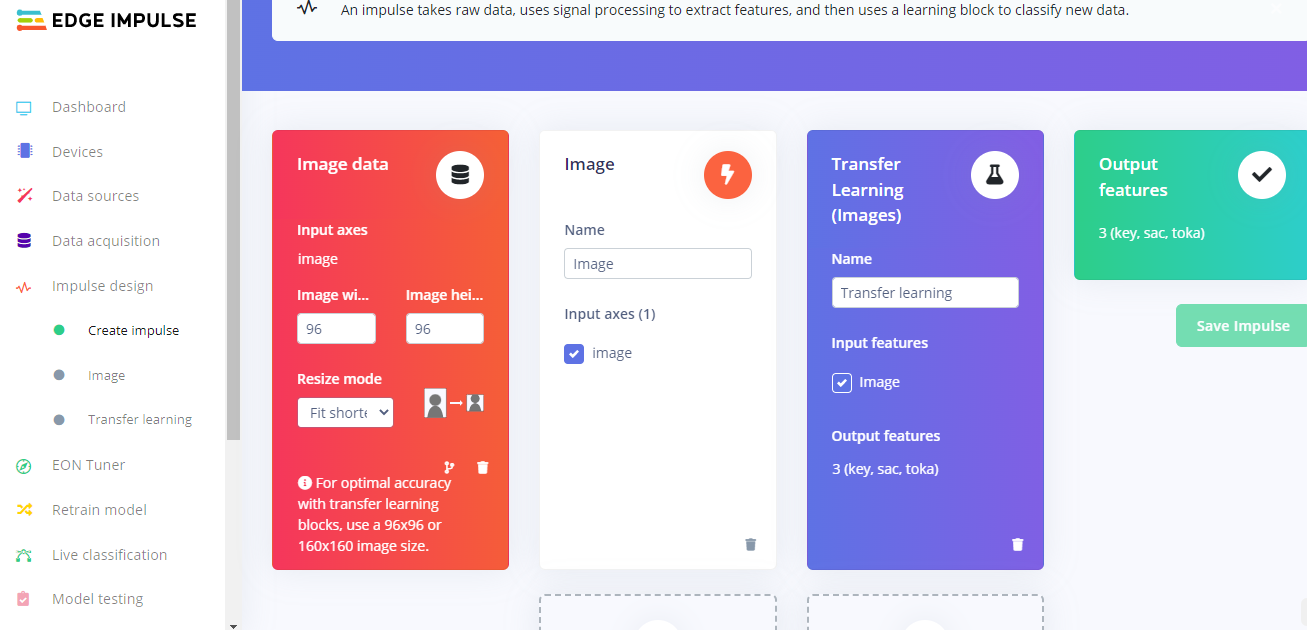 EDGE IMPULSE
An impulse takes raw data, uses signal processing to extract features, and then uses a learning block to classify new data.
Dashboard
Devices
Data sources
Data acquisition
Impulse design
Create impulse
Image
Transfer learning
EON Tuner
Retrain model
Live classification
Model testing
Image data
Input axes
image
Image wi...
Image hei...
96
96
Resize mode
Fit shorte
For optimal accuracy
with transfer learning
blocks, use a 96x96 or
160x160 image size.
Image
Name
Image
Input axes (1)
image
Transfer
Learning
(Images)
Name
Transfer learning
Input features
Image
Output features
3 (key, sac, toka)
Output
features
3 (key, sac, toka)
Save Impulse